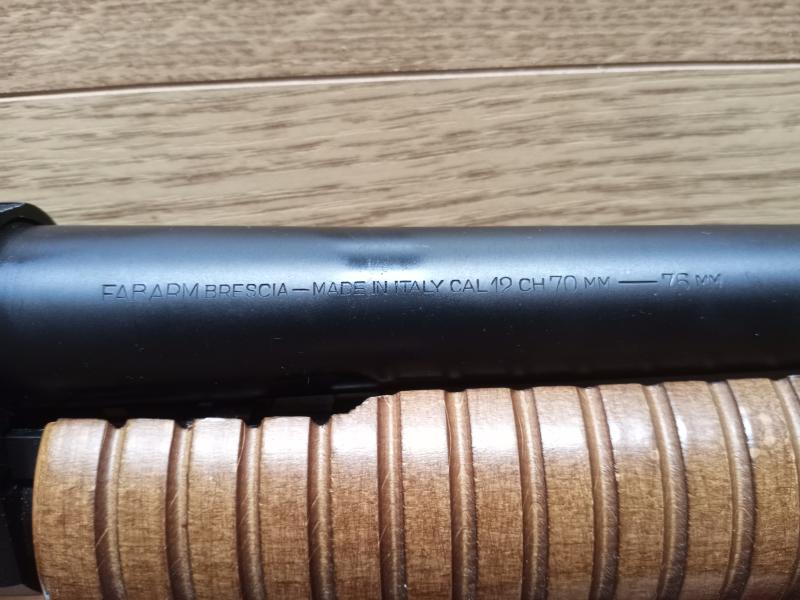 FABARM BRESCIA — MADE IN ITALY CAL 12 CH 70 MM — 76 MM